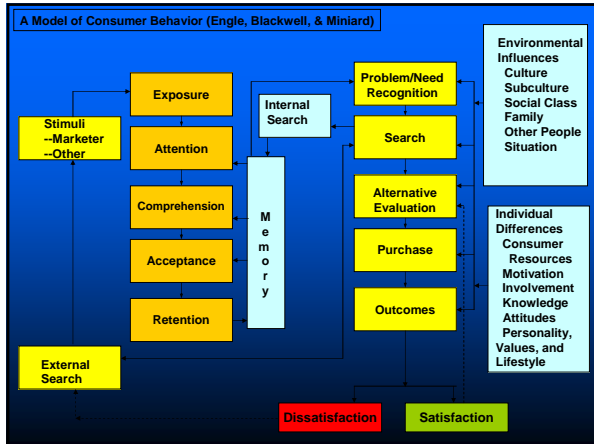 A Model of Consumer Behavior (Engle, Blackwell, & Miniard)
Stimuli
--Marketer
--Other
Exposure
Attention
Comprehension
Acceptance
Retention
Internal
Search
M
e
m
o
r
y
External
Search
Problem/Need
Recognition
Search
Alternative
Evaluation
Purchase
Outcomes
Dissatisfaction
Satisfaction
Environmental
Influences
Culture
Subculture
Social Class
Family
Other People
Situation
Individual
Differences
Consumer
Resources
Motivation
Involvement
Knowledge
Attitudes
Personality,
Values, and
Lifestyle